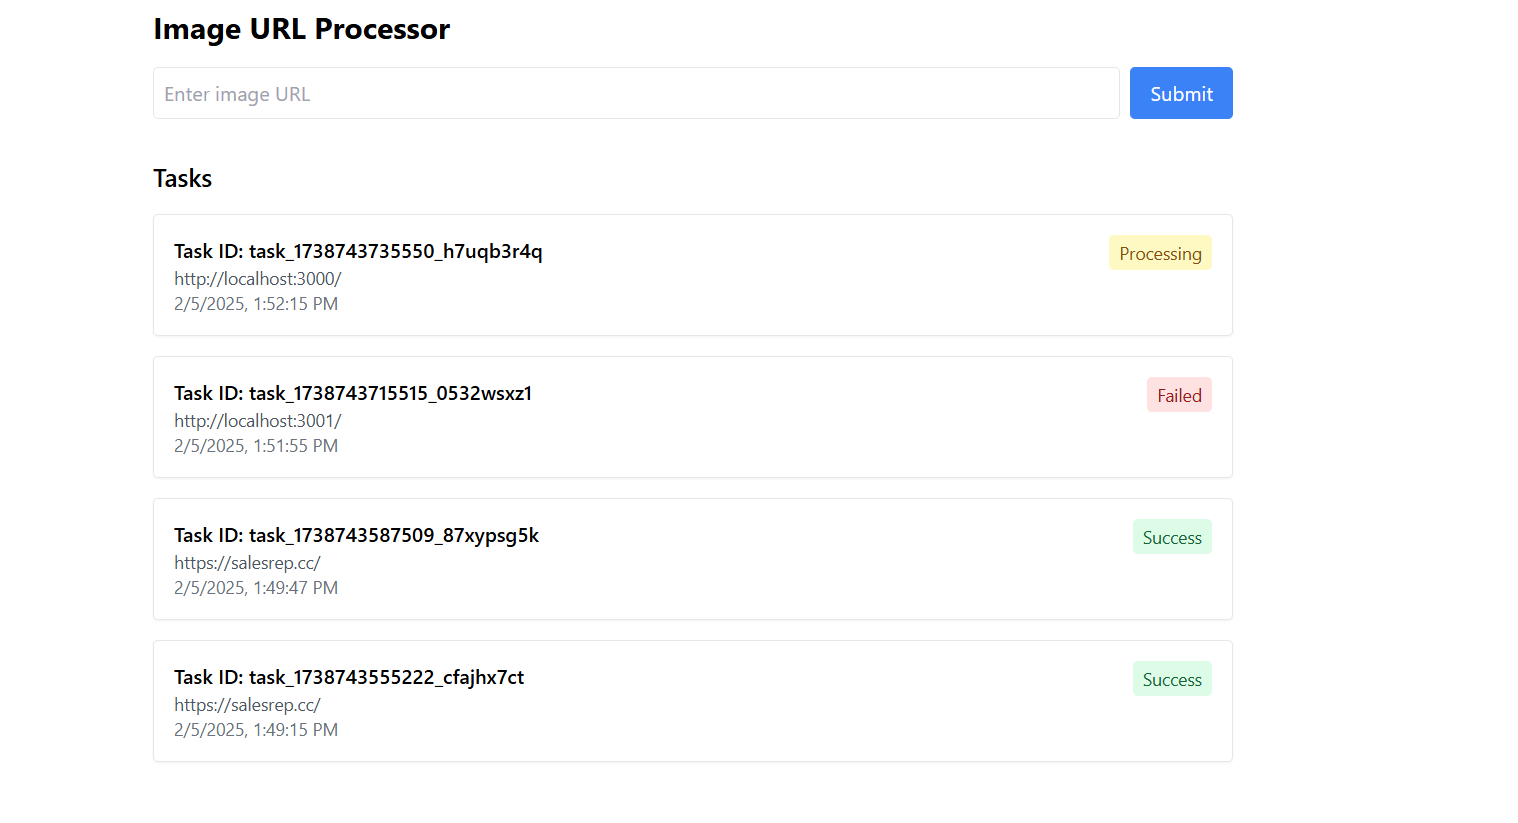 Image URL Processor
Enter image URL
Submit
Tasks
Task ID: task_1738743735550_h7uqb3r4q
Processing
http://localhost:3000/
2/5/2025, 1:52:15 PM
Task ID: task_1738743715515_0532wsxz1
Failed
http://localhost:3001/
2/5/2025, 1:51:55 PM
Task ID: task_1738743587509_87xypsg5k
Success
https://salesrep.cc/
2/5/2025, 1:49:47 PM
Task ID: task_1738743555222_cfajhx7ct
Success
https://salesrep.cc/
2/5/2025, 1:49:15 PM